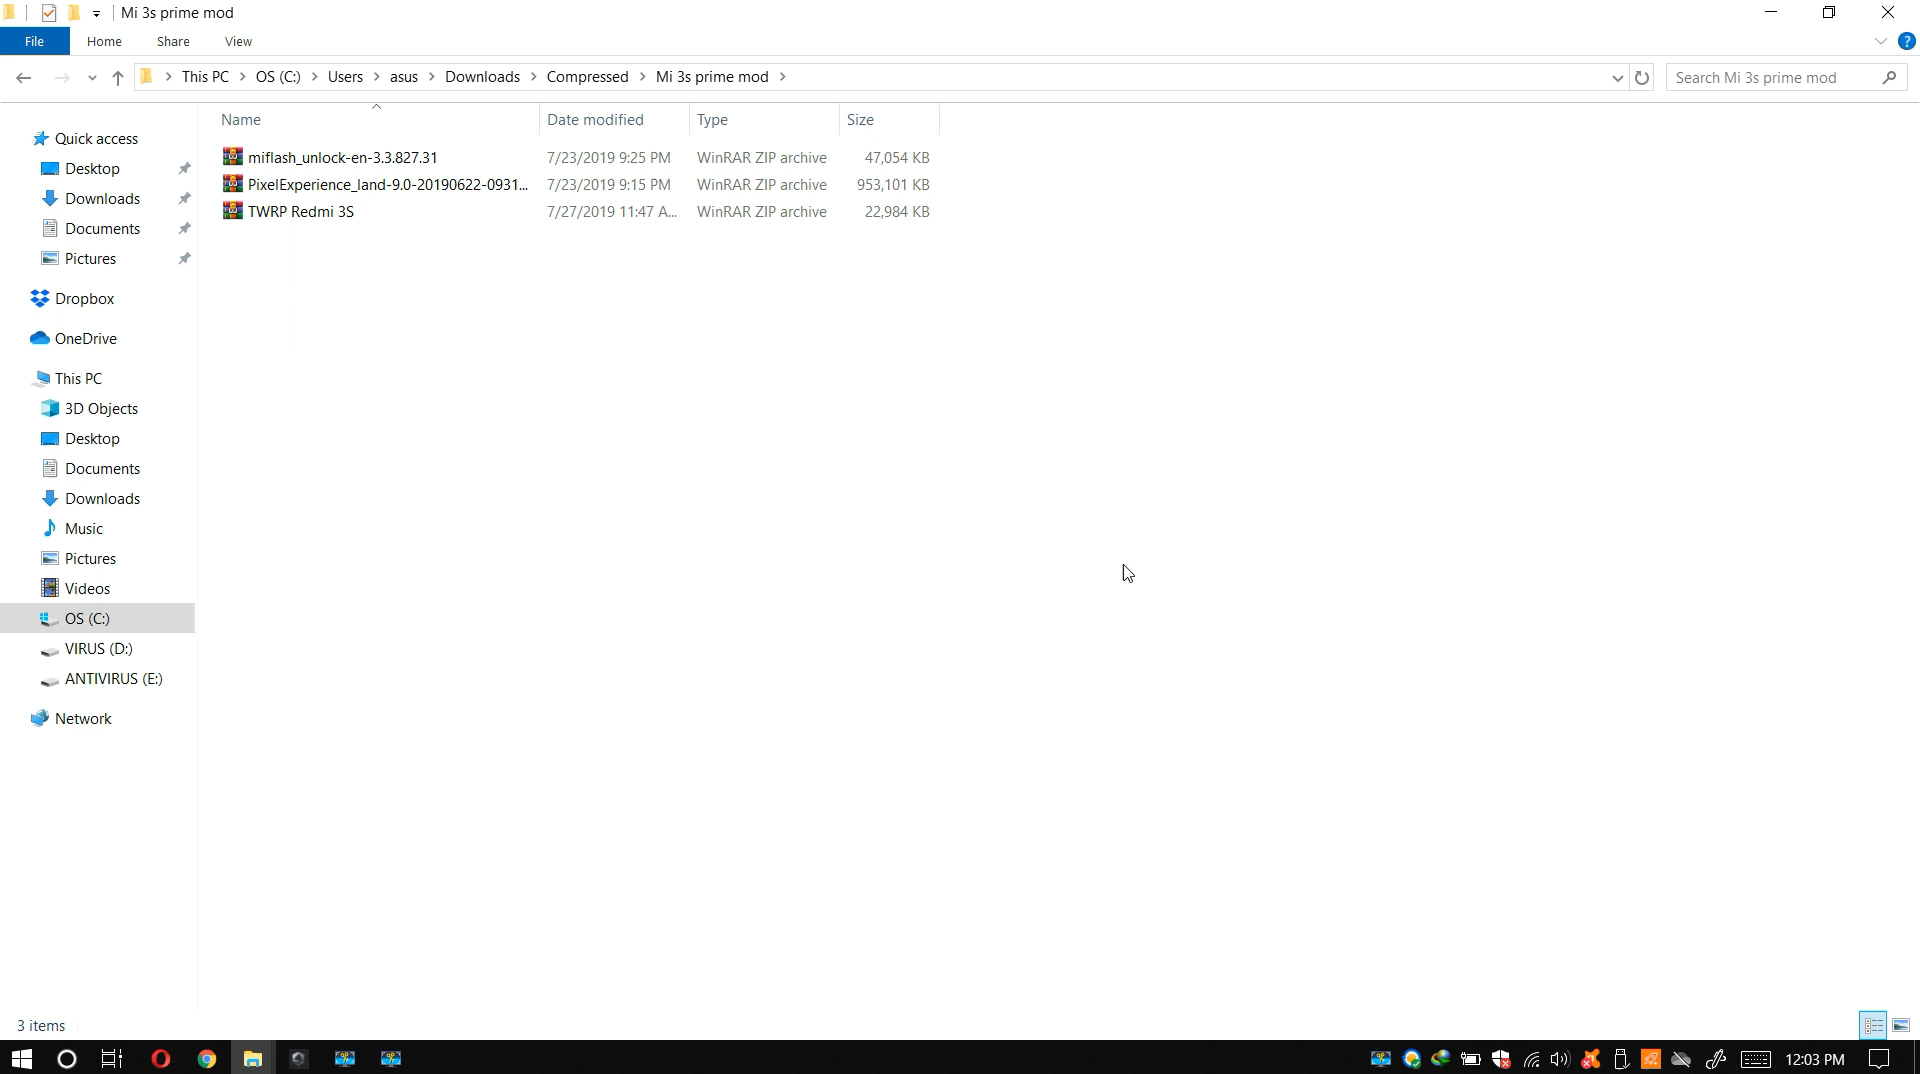 Mi 3s prime mod
File Home Share View
This PC OS (C:) Users asus Downloads Compressed Mi 3s prime mod
Search Mi 3s prime mod
Name Date modified Type Size
miflash_unlock-en-3.3.827.31 7/23/2019 9:25 PM WinRAR ZIP archive 47,054 KB
PixelExperience_land-9.0-20190622-0931... 7/23/2019 9:15 PM WinRAR ZIP archive 953,101 KB
TWRP Redmi 3S 7/27/2019 11:47 A... WinRAR ZIP archive 22,984 KB
Quick access
Desktop
Downloads
Documents
Pictures
Dropbox
OneDrive
This PC
3D Objects
Desktop
Documents
Downloads
Music
Pictures
Videos
OS (C:)
VIRUS (D:)
ANTIVIRUS (E:)
Network
3 items
12:03 PM